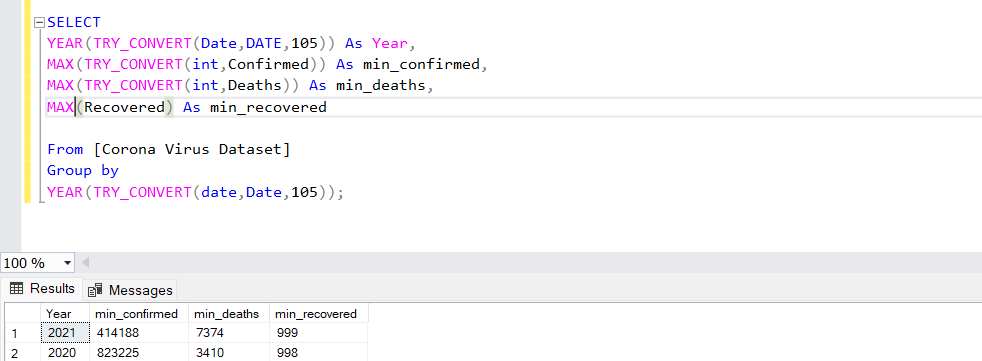 SELECT
YEAR(TRY_CONVERT(Date,DATE,105)) As Year,
MAX(TRY_CONVERT(int,Confirmed)) As min_confirmed,
MAX(TRY_CONVERT(int,Deaths)) As min_deaths,
MAX(Recovered) As min_recovered
From [Corona Virus Dataset]
Group by
YEAR(TRY_CONVERT(date,Date,105));
100 %
Results Messages
Year min_confirmed min_deaths min_recovered
1 2021 414188 7374 999
2 2020 823225 3410 998